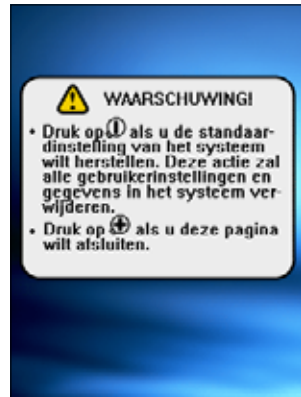 WAARSCHUWING!
• Druk op als u de standaar-
dinstelling van het systeem
wilt herstellen. Deze actie zal
alle gebruikerinstellingen en
gegevens in het systeem ver-
wijderen.
• Druk op als u deze pagina
wilt afsluiten.